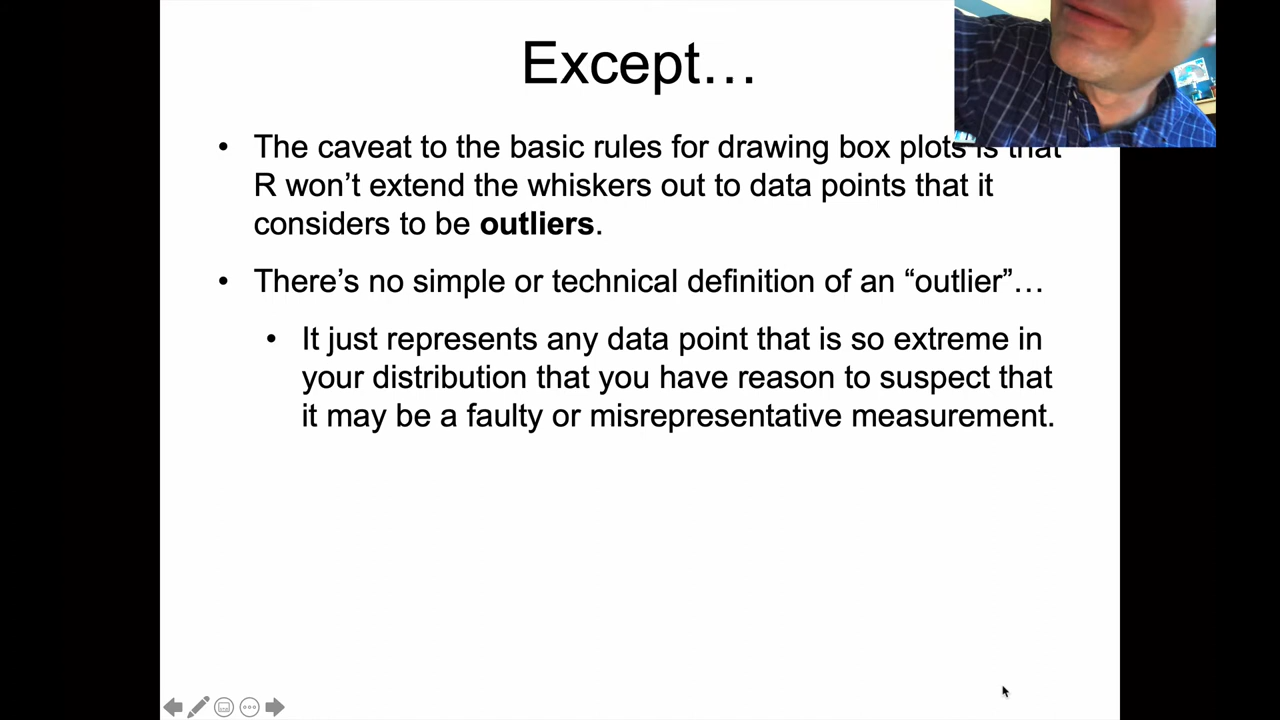 Except…
• The caveat to the basic rules for drawing box plots is that
R won’t extend the whiskers out to data points that it
considers to be outliers.
• There’s no simple or technical definition of an “outlier”…
• It just represents any data point that is so extreme in
your distribution that you have reason to suspect that
it may be a faulty or misrepresentative measurement.